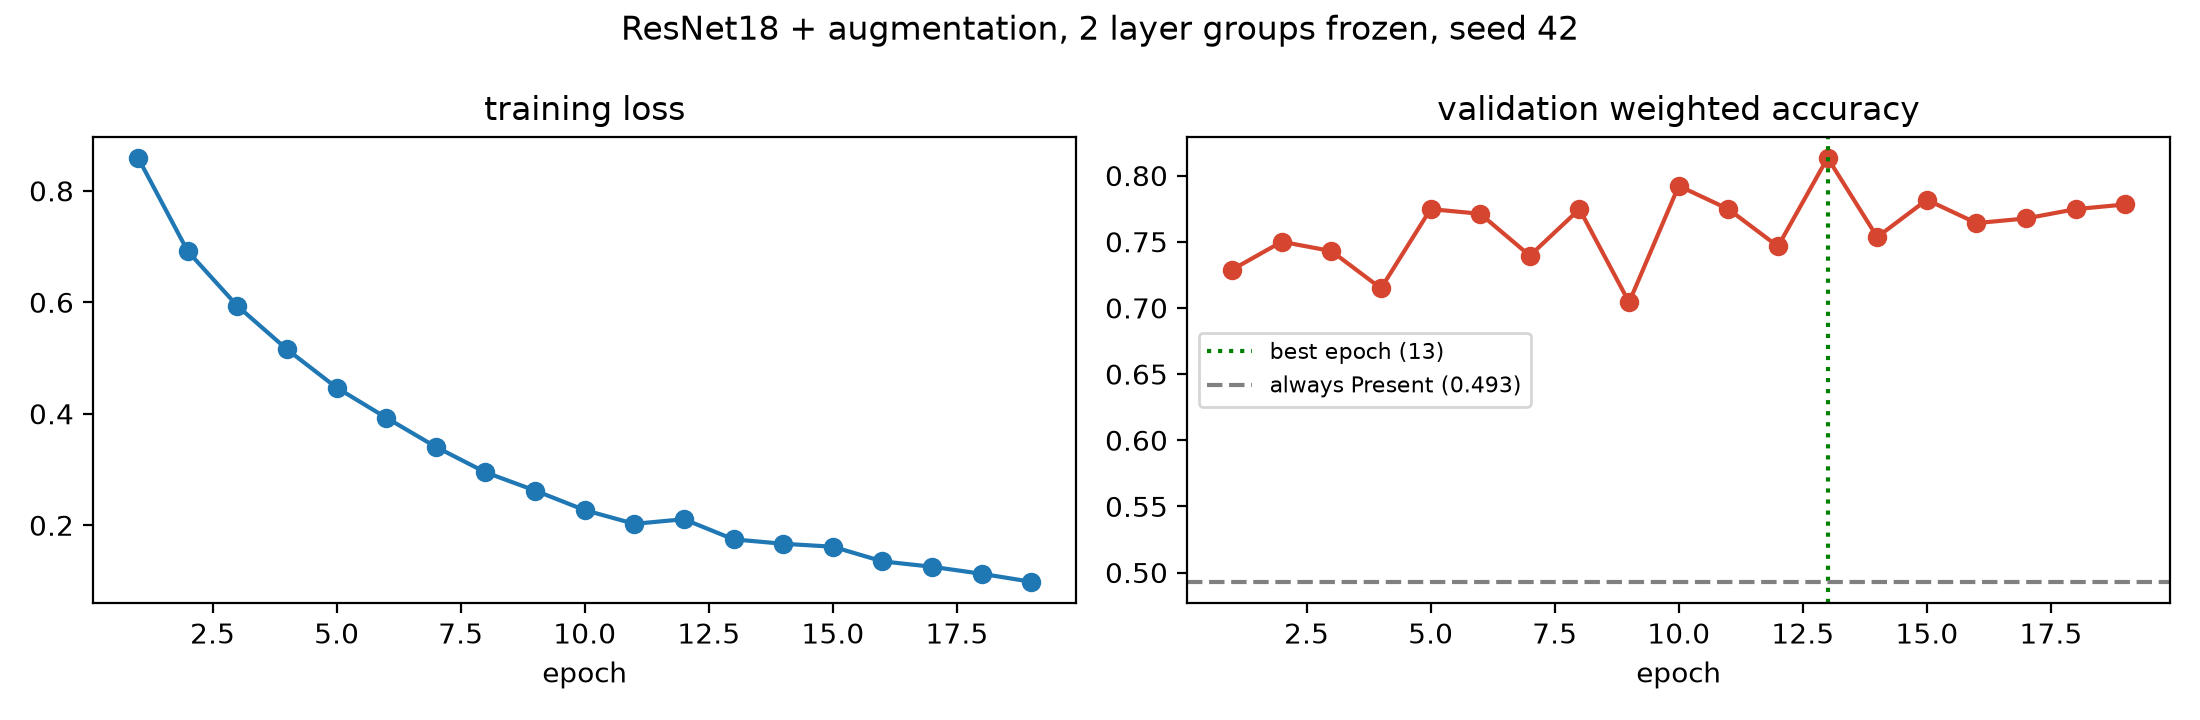 ResNet18 + augmentation, 2 layer groups frozen, seed 42
training loss
0.8
0.6
0.4
0.2
2.5 5.0 7.5 10.0 12.5 15.0 17.5
epoch
validation weighted accuracy
0.80
0.75
0.70
0.65
0.60
0.55
0.50
best epoch (13)
always Present (0.493)
2.5 5.0 7.5 10.0 12.5 15.0 17.5
epoch